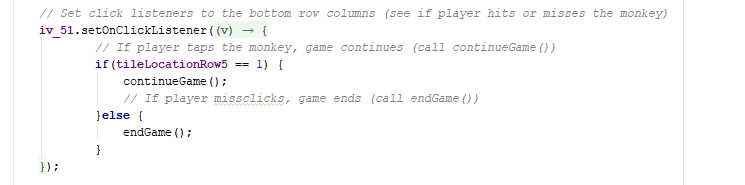 // Set click listeners to the bottom row columns (see if player hits or misses the monkey)
iv_51.setOnClickListener((v) → {
// If player taps the monkey, game continues (call continueGame())
if(tileLocationRow5 == 1) {
continueGame();
// If player missclicks, game ends (call endGame())
}else {
endGame();
}
});